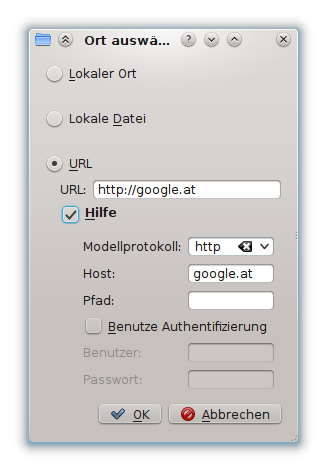 Ort auswä...
Lokaler Ort
Lokale Datei
URL
URL: http://google.at
Hilfe
Modellprotokoll: http
Host: google.at
Pfad:
Benutze Authentifizierung
Benutzer:
Passwort:
OK Abbrechen